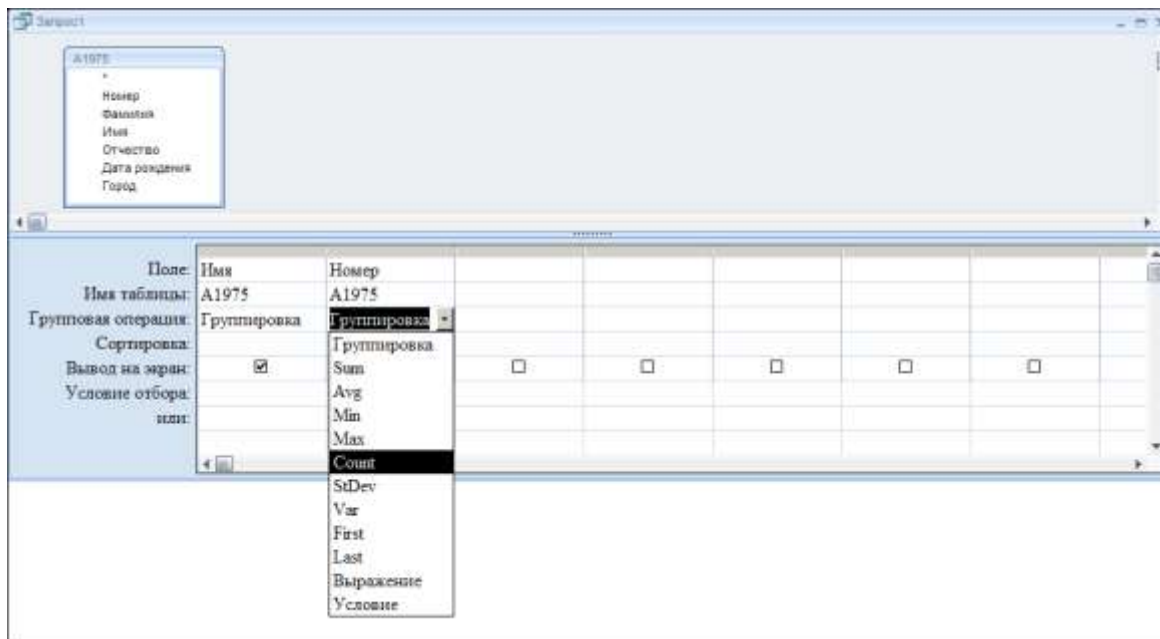 Запрос1
A1975
*
Номер
Фамилия
Имя
Отчество
Дата рождения
Город
Поле: Имя Номер
Имя таблицы: A1975 A1975
Групповая операция: Группировка Группировка
Сортировка: Группировка
Вывод на экран: Sum
Условие отбора: Avg
или: Min
Max
Count
StDev
Var
First
Last
Выражение
Условие